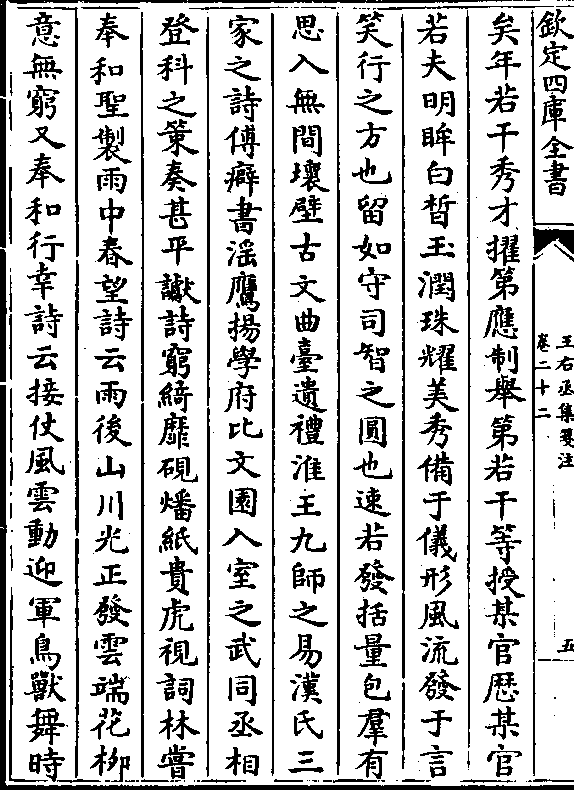 欽定四庫全書
王右丞集箋注
卷二十二
五
矣年若干秀才擢第應制舉第若干等授某官歴某官
若夫明眸白晢玉潤珠耀美秀備于儀形風流發于言
笑行之方也留如守司智之圓也速若發括量包羣有
思入無間壊壁古文曲臺遺禮淮王九師之易漢氏三
家之詩傅癖書滛鷹揚學府比文園入室之武同丞相
登科之䇿奏甚平讞詩窮綺靡硯燔紙貴虎視詞林嘗
奉和聖製雨中春望詩云雨後山川光正發雲端花栁
意無窮又奉和行幸詩云接仗風雲動迎軍鳥獸舞時